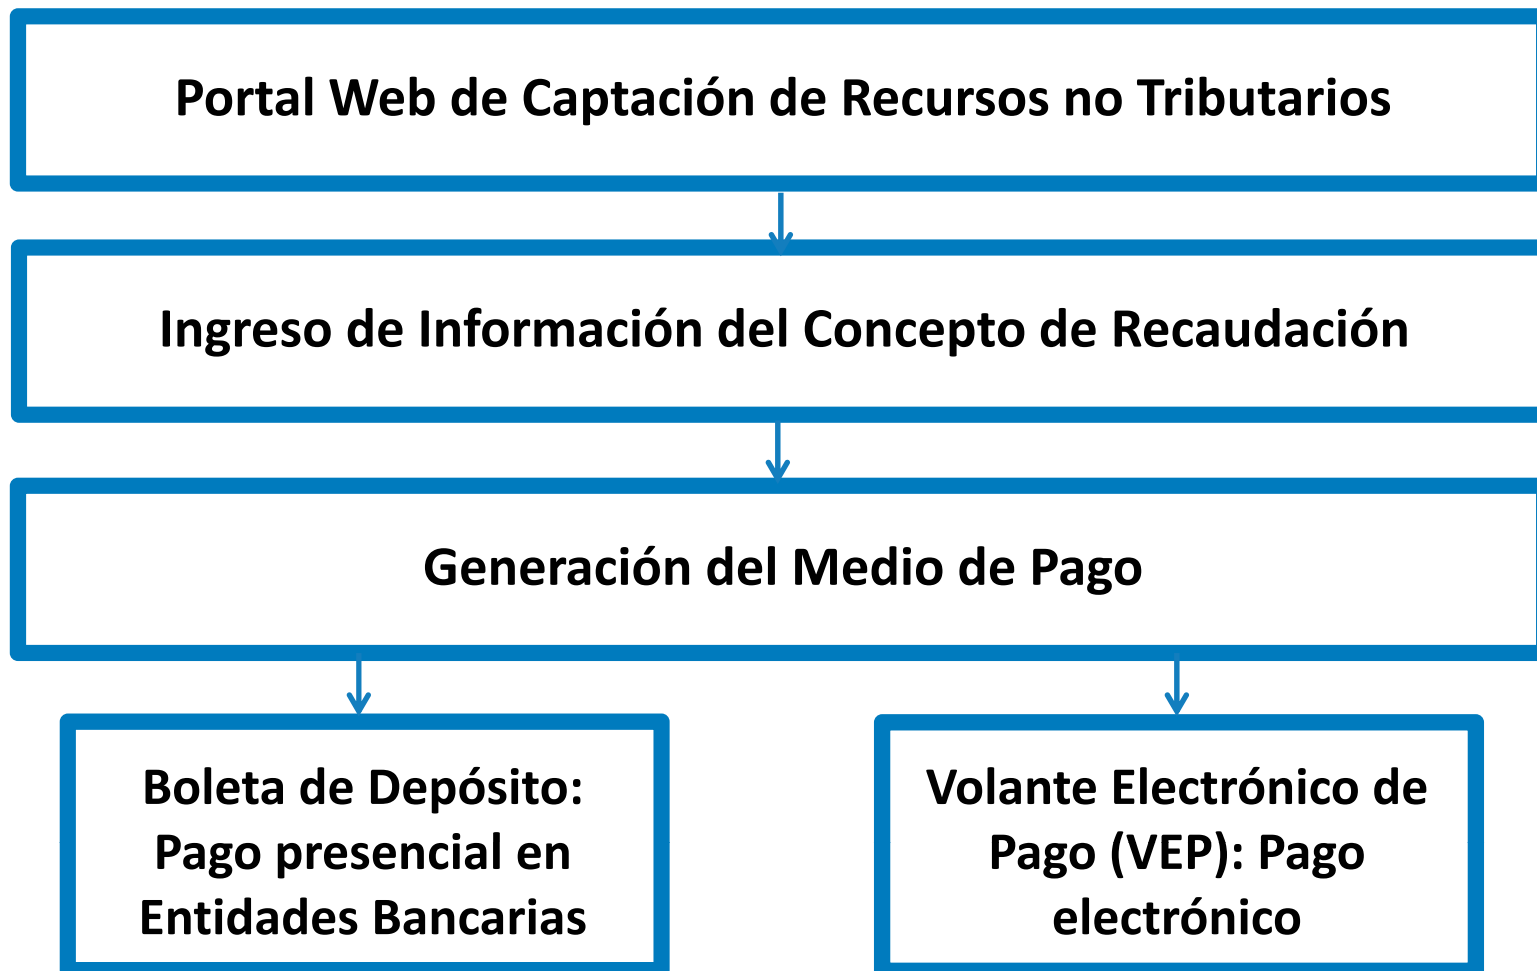 Portal Web de Captación de Recursos no Tributarios
Ingreso de Información del Concepto de Recaudación
Generación del Medio de Pago
Boleta de Depósito:
Pago presencial en
Entidades Bancarias
Volante Electrónico de
Pago (VEP): Pago
electrónico